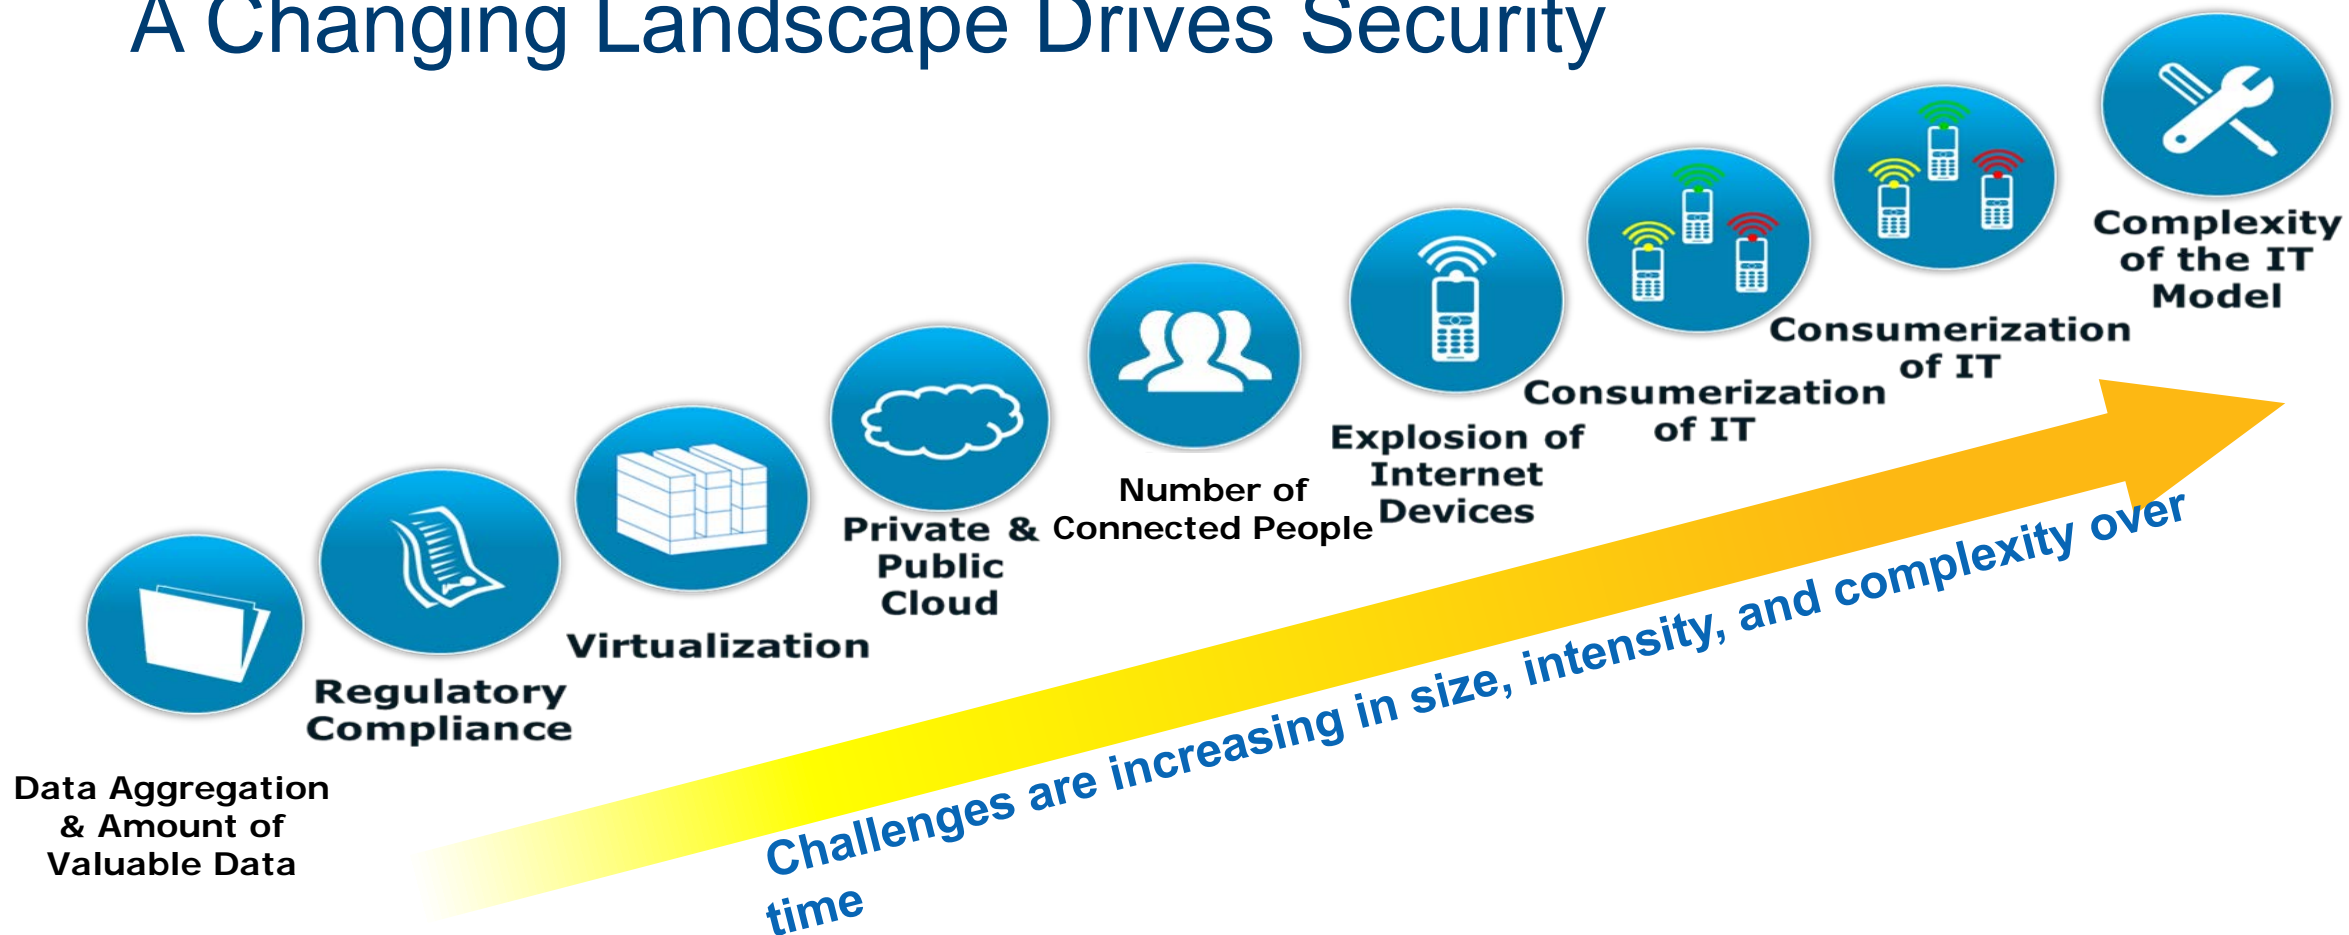 A Changing Landscape Drives Security
Data Aggregation
& Amount of
Valuable Data
Regulatory
Compliance
Virtualization
Private &
Public
Cloud
Number of
Connected People
Explosion of
Internet
Devices
Consumerization
of IT
Consumerization
of IT
Complexity
of the IT
Model
Challenges are increasing in size, intensity, and complexity over
time